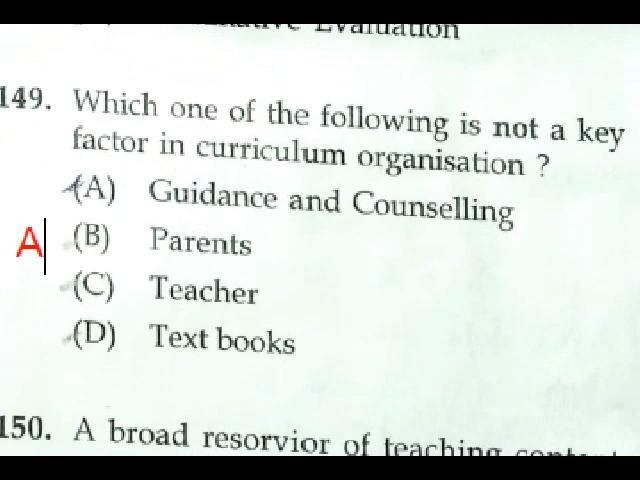 Evaluation
149. Which one of the following is not a key
factor in curriculum organisation ?
(A) Guidance and Counselling
A (B) Parents
(C) Teacher
(D) Text books
150. A broad resorvior of teaching